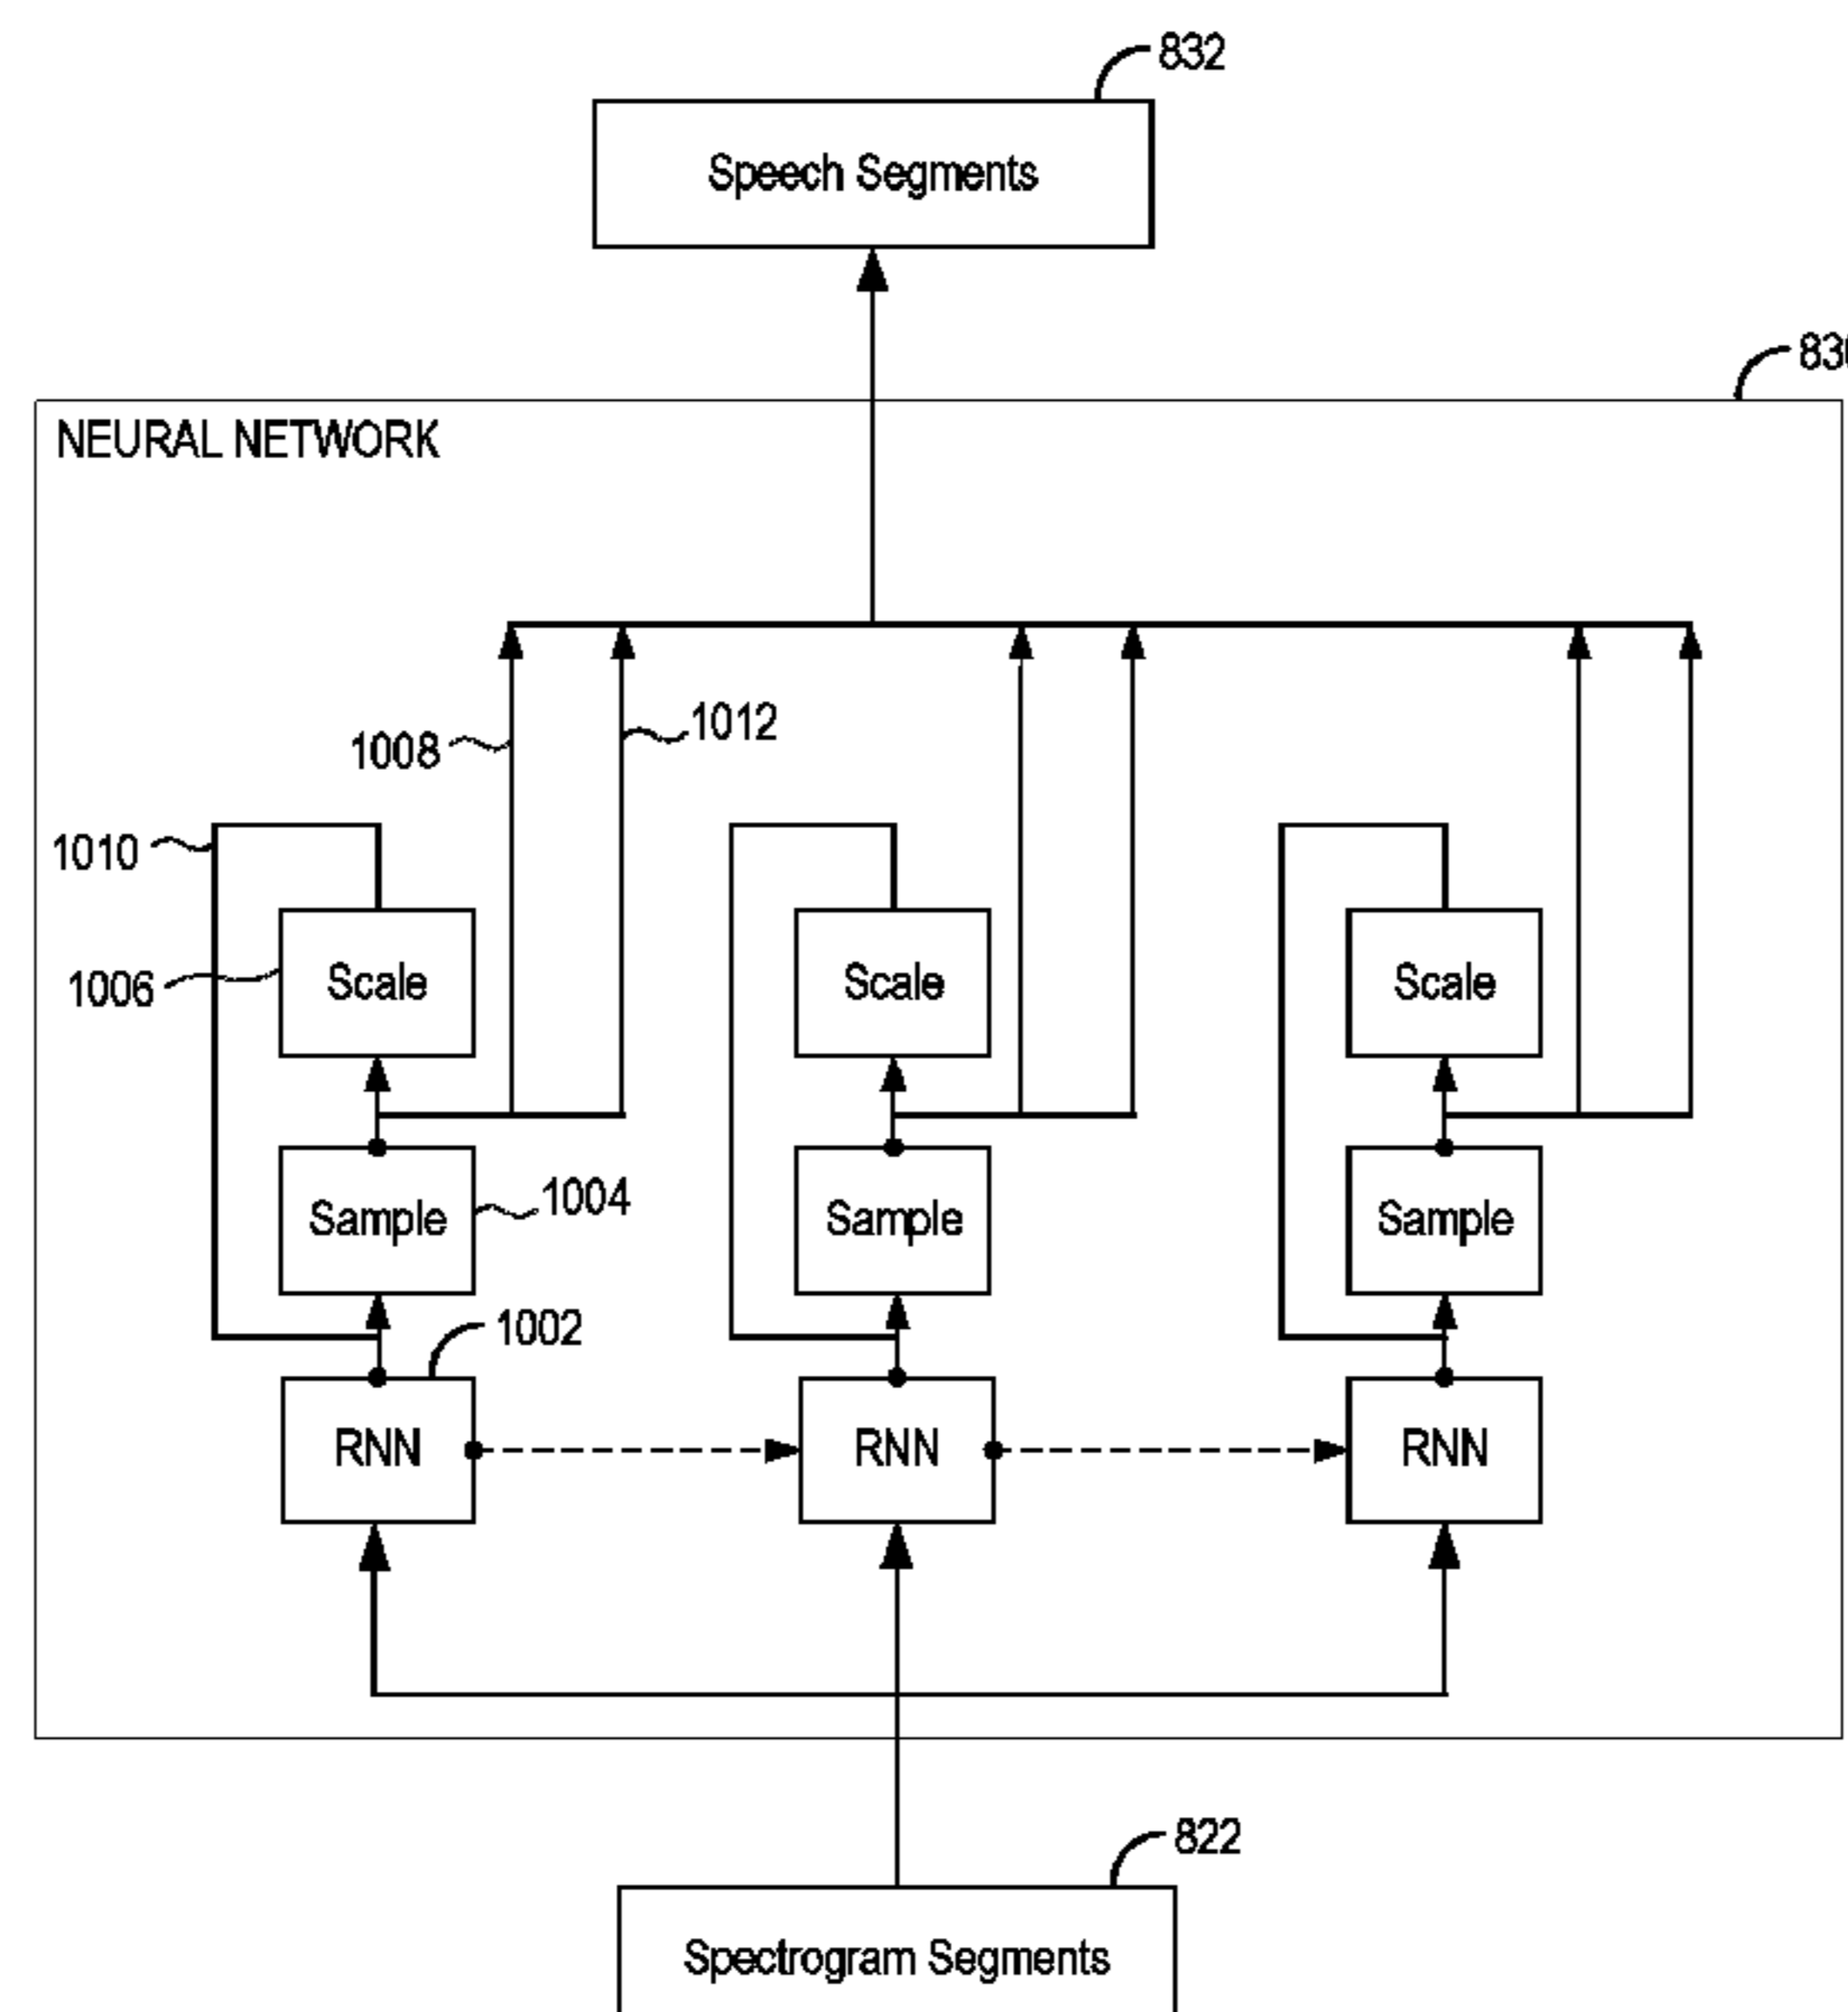 832
Speech Segments
NEURAL NETWORK
1008
1012
1010
1006
Scale
Scale
Scale
Sample
1004
Sample
Sample
1002
RNN
RNN
RNN
822
Spectrogram Segments